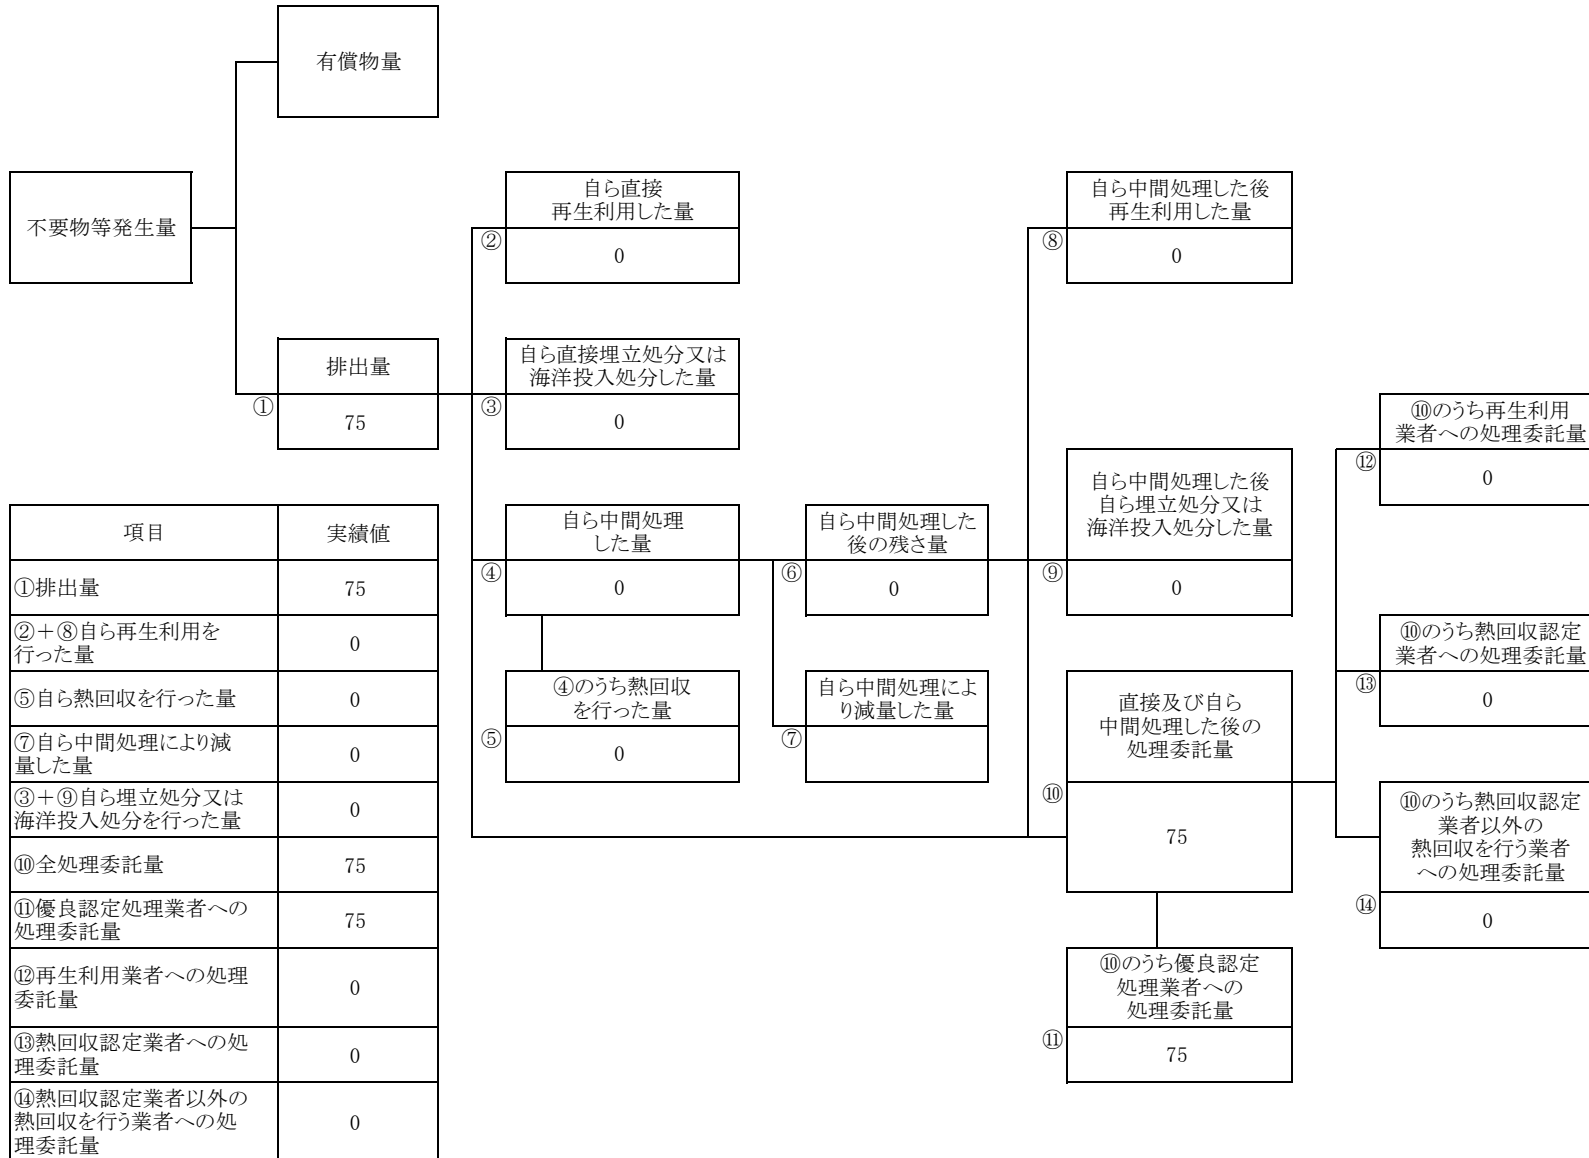 有償物量
不要物等発生量
自ら直接
再生利用した量
②
0
自ら中間処理した後
再生利用した量
⑧
0
排出量
①
75
自ら直接埋立処分又は
海洋投入処分した量
③
0
⑩のうち再生利用
業者への処理委託量
⑫
0
自ら中間処理
した量
④
0
自ら中間処理した
後の残さ量
⑥
0
自ら中間処理した後
自ら埋立処分又は
海洋投入処分した量
⑨
0
⑩のうち熱回収認定
業者への処理委託量
⑬
0
④のうち熱回収
を行った量
⑤
0
自ら中間処理によ
り減量した量
⑦
直接及び自ら
中間処理した後の
処理委託量
⑩
75
⑩のうち熱回収認定
業者以外の
熱回収を行う業者
への処理委託量
⑭
0
⑩のうち優良認定
処理業者への
処理委託量
⑪
75
項目 実績値
①排出量 75
②＋⑧自ら再生利用を
行った量 0
⑤自ら熱回収を行った量 0
⑦自ら中間処理により減
量した量 0
③＋⑨自ら埋立処分又は
海洋投入処分を行った量 0
⑩全処理委託量 75
⑪優良認定処理業者への
処理委託量 75
⑫再生利用業者への処理
委託量 0
⑬熱回収認定業者への処
理委託量 0
⑭熱回収認定業者以外の
熱回収を行う業者への処
理委託量 0